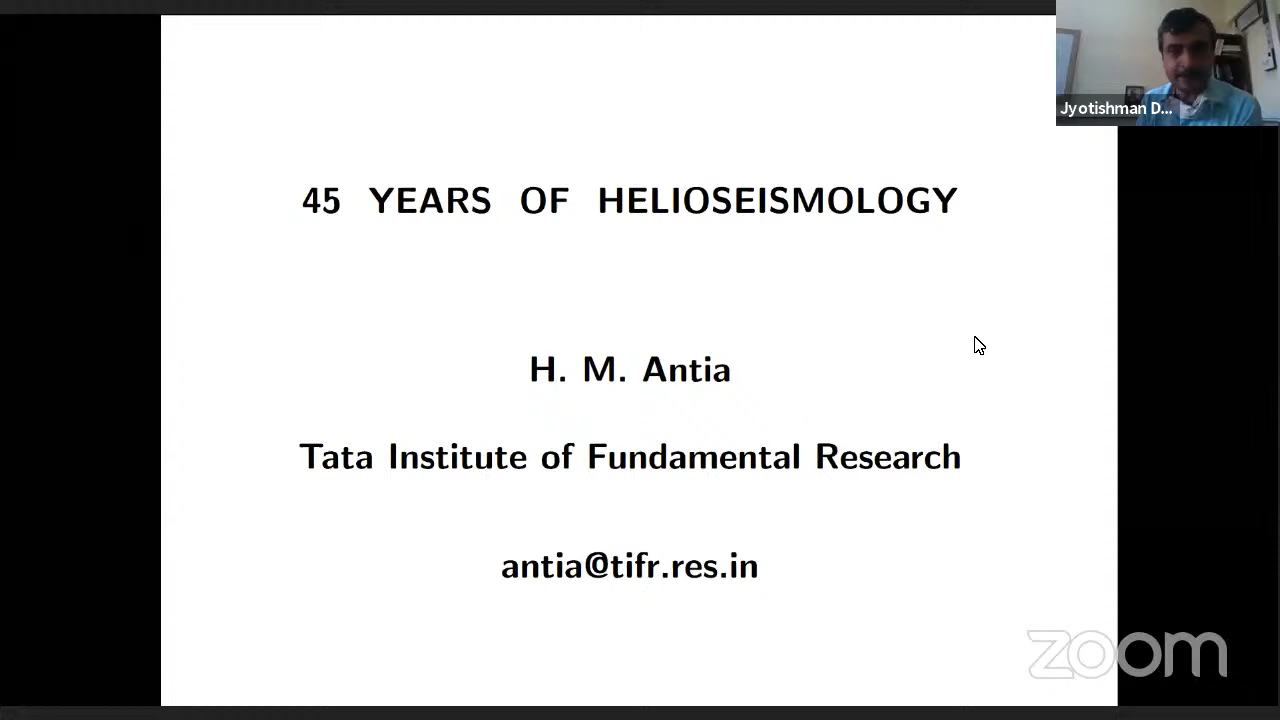 Jyotishman D...
45 YEARS OF HELIOSEISMOLOGY
H. M. Antia
Tata Institute of Fundamental Research
antia@tifr.res.in
zoom